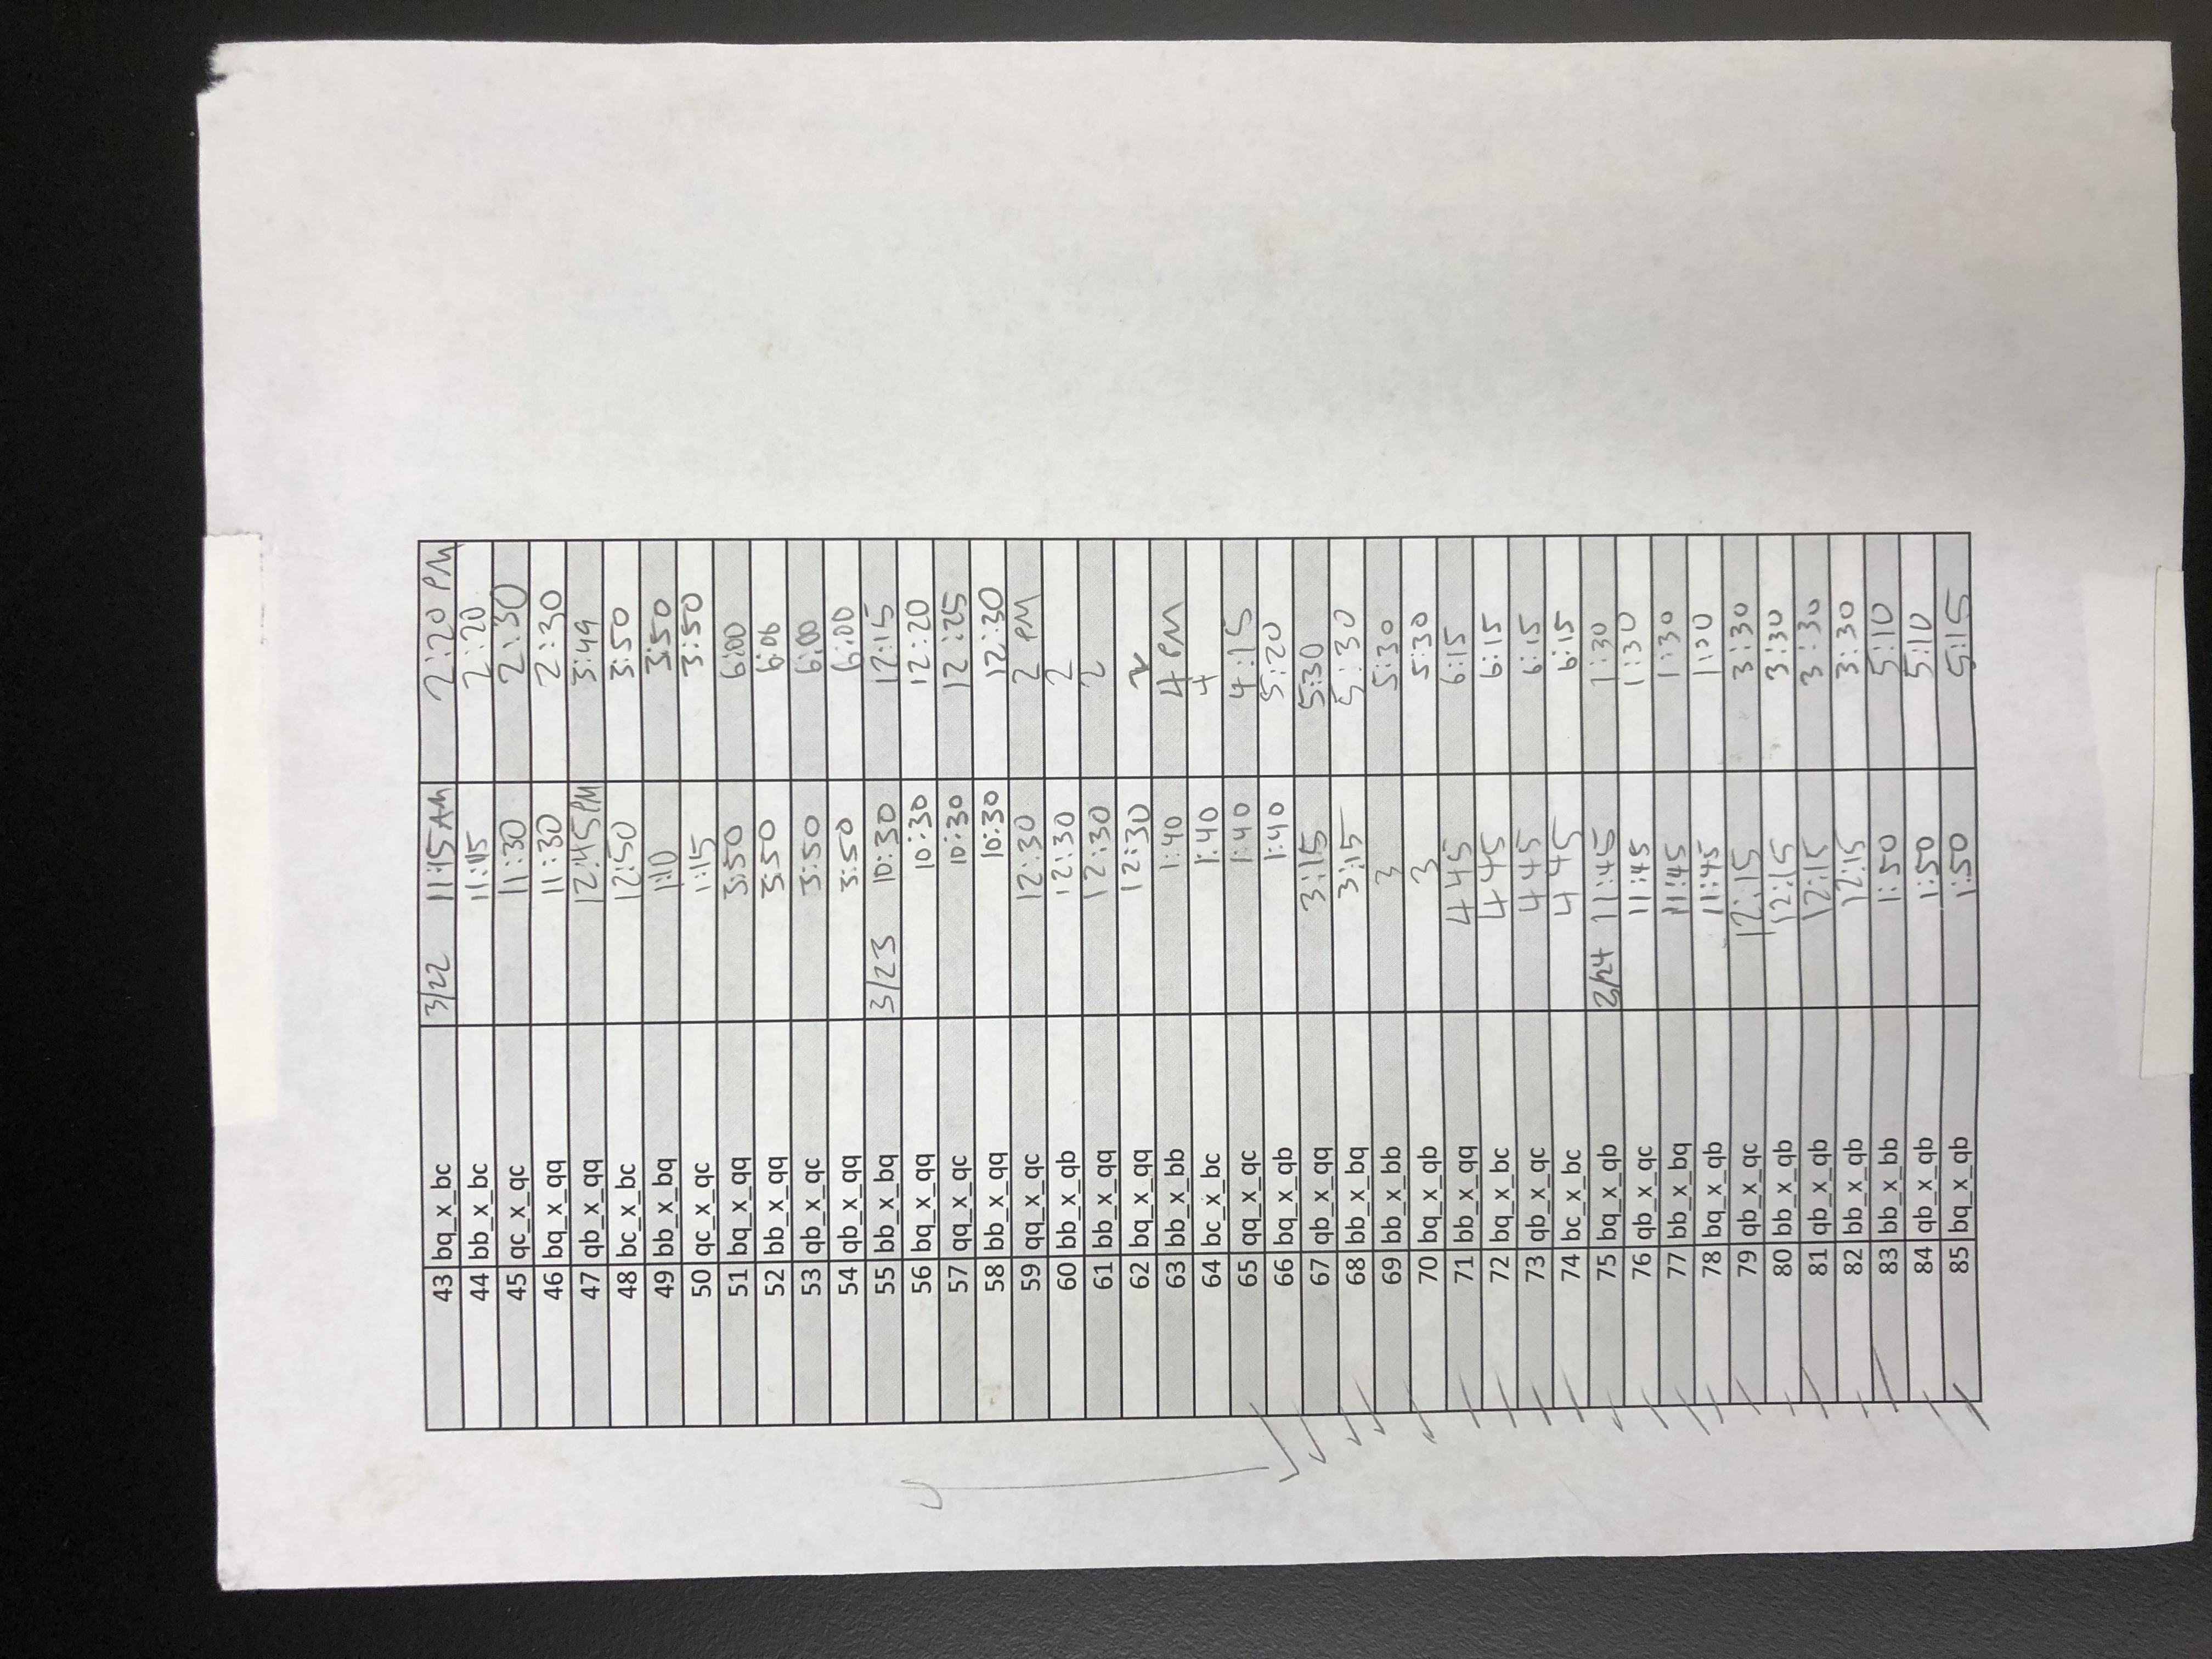 43 bq_x_bc 3/22 11:15 AM 2:20 PM
44 bb_x_bc 11:15 2:20
45 qc_x_qc 11:30 2:30
46 bq_x_qq 11:30 2:30
47 qb_x_qq 12:45 PM 3:49
48 bc_x_bc 12:50 3:50
49 bb_x_bq 1:10 3:50
50 qc_x_qc 1:15 3:50
51 bq_x_qq 3:50 6:00
52 bb_x_qq 3:50 6:06
53 qb_x_qc 3:50 6:00
54 qb_x_qq 3:50 6:00
55 bb_x_bq 3/23 10:30 12:15
56 bq_x_qq 10:30 12:20
57 qq_x_qc 10:30 12:25
58 bb_x_qq 10:30 12:30
59 qq_x_qc 12:30 2 PM
60 bb_x_qb 12:30 2
61 bb_x_qq 12:30 2
62 bq_x_qq 12:30 2
63 bb_x_bb 1:40 4 PM
64 bc_x_bc 1:40 4
65 qq_x_qc 1:40 4:15
66 bq_x_qb 1:40 5:20
67 qb_x_qq 3:15 5:30
68 bb_x_bq 3:15 5:30
69 bb_x_bb 3 5:30
70 bq_x_qb 3 5:30
71 bb_x_qq 4 45 6:15
72 bq_x_bc 4 45 6:15
73 qb_x_qc 4 45 6:15
74 bc_x_bc 4 45 6:15
75 bq_x_qb 3/24 11:45 1:30
76 qb_x_qc 11:45 1:30
77 bb_x_bq 11:45 1:30
78 bq_x_qb 11:45 1:30
79 qb_x_qc 12:15 3:30
80 bb_x_qb 12:15 3:30
81 qb_x_qb 12:15 3:30
82 bb_x_qb 12:15 3:30
83 bb_x_bb 1:50 5:10
84 qb_x_qb 1:50 5:10
85 bq_x_qb 1:50 5:15